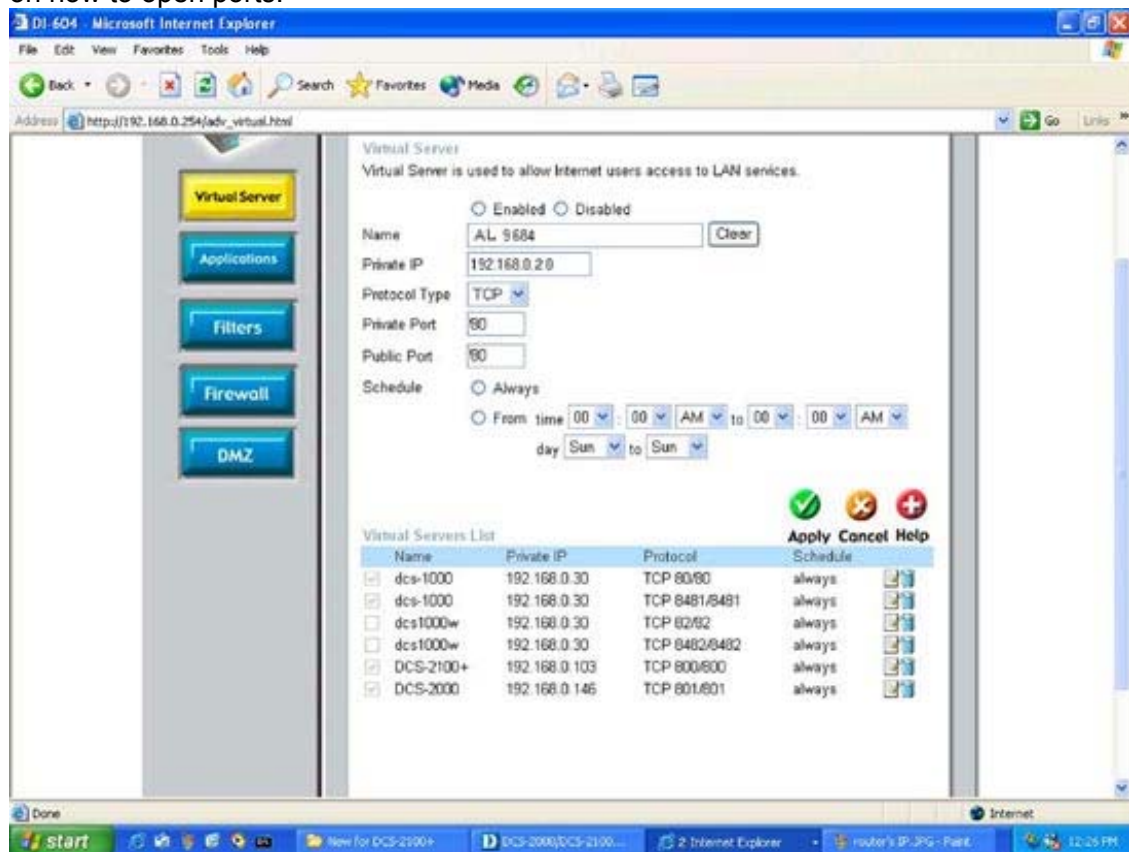 on how to open ports.
DI-604 - Microsoft Internet Explorer
File Edit View Favorites Tools Help
Back Search Favorites Media
Address http://192.168.0.254/adv_virtual.html Go Links
Virtual Server
Applications
Filters
Firewall
DMZ
Virtual Server
Virtual Server is used to allow Internet users access to LAN services.
Enabled Disabled
Name AL 9684 Clear
Private IP 192.168.0.20
Protocol Type TCP
Private Port 80
Public Port 80
Schedule Always
From time 00 : 00 AM to 00 : 00 AM
day Sun to Sun
Apply Cancel Help
Virtual Servers List
Name Private IP Protocol Schedule
dcs-1000 192.168.0.30 TCP 80/80 always
dcs-1000 192.168.0.30 TCP 8481/8481 always
dcs1000w 192.168.0.30 TCP 82/82 always
dcs1000w 192.168.0.30 TCP 8482/8482 always
DCS-2100+ 192.168.0.103 TCP 800/800 always
DCS-2000 192.168.0.146 TCP 801/801 always
Done Internet
start New for DCS-2100+ DCS-2000/DCS-2100... 2 Internet Explorer router's IP.JPG - Paint 12:26 PM